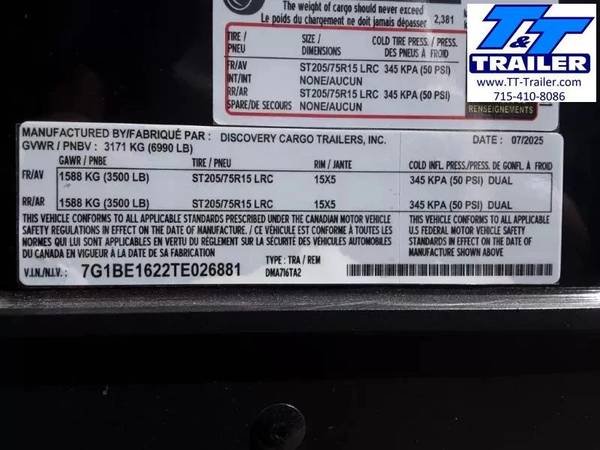 The weight of cargo should never exceed
Le poids du chargement ne doit jamais dépasser 2,381
TIRE / PNEU SIZE / DIMENSIONS COLD TIRE PRESS./PRESS. DES PNEUS À FROID
FR/AV ST205/75R15 LRC 345 KPA (50 PSI)
INT/INT NONE/AUCUN
RR/AR ST205/75R15 LRC 345 KPA (50 PSI)
SPARE/DE SECOURS NONE/AUCUN
RENSEIGNEMENTS
T&T
TRAILER
www.TT-Trailer.com
715-410-8086
MANUFACTURED BY/FABRIQUÉ PAR : DISCOVERY CARGO TRAILERS, INC. DATE : 07/2025
GVWR / PNBV : 3171 KG (6990 LB)
GAWR / PNBE TIRE / PNEU RIM / JANTE COLD INFL. PRESS./PRESS. DE GONFL. À FROID
FR/AV 1588 KG (3500 LB) ST205/75R15 LRC 15X5 345 KPA (50 PSI) DUAL
RR/AR 1588 KG (3500 LB) ST205/75R15 LRC 15X5 345 KPA (50 PSI) DUAL
THIS VEHICLE CONFORMS TO ALL APPLICABLE STANDARDS PRESCRIBED UNDER THE CANADIAN MOTOR VEHICLE
SAFETY REGULATIONS IN EFFECT ON THE DATE OF MANUFACTURE / CE VÉHICULE EST CONFORME À TOUTES
LES NORMES QUI LUI SONT APPLICABLES EN VERTU DU RÈGLEMENT SUR LA SÉCURITÉ DES VÉHICULES AUTOMOBILES
DU CANADA EN VIGUEUR À LA DATE DE SA FABRICATION
THIS VEHICLE CONFORMS TO ALL APPLICABLE
U.S FEDERAL MOTOR VEHICLE SAFETY
STANDARDS IN EFFECT ON THE DATE OF
MANUFACTURE SHOWN ABOVE
V.I.N./N.I.V.: 7G1BE1622TE026881 TYPE : TRA / REM
DMA716TA2